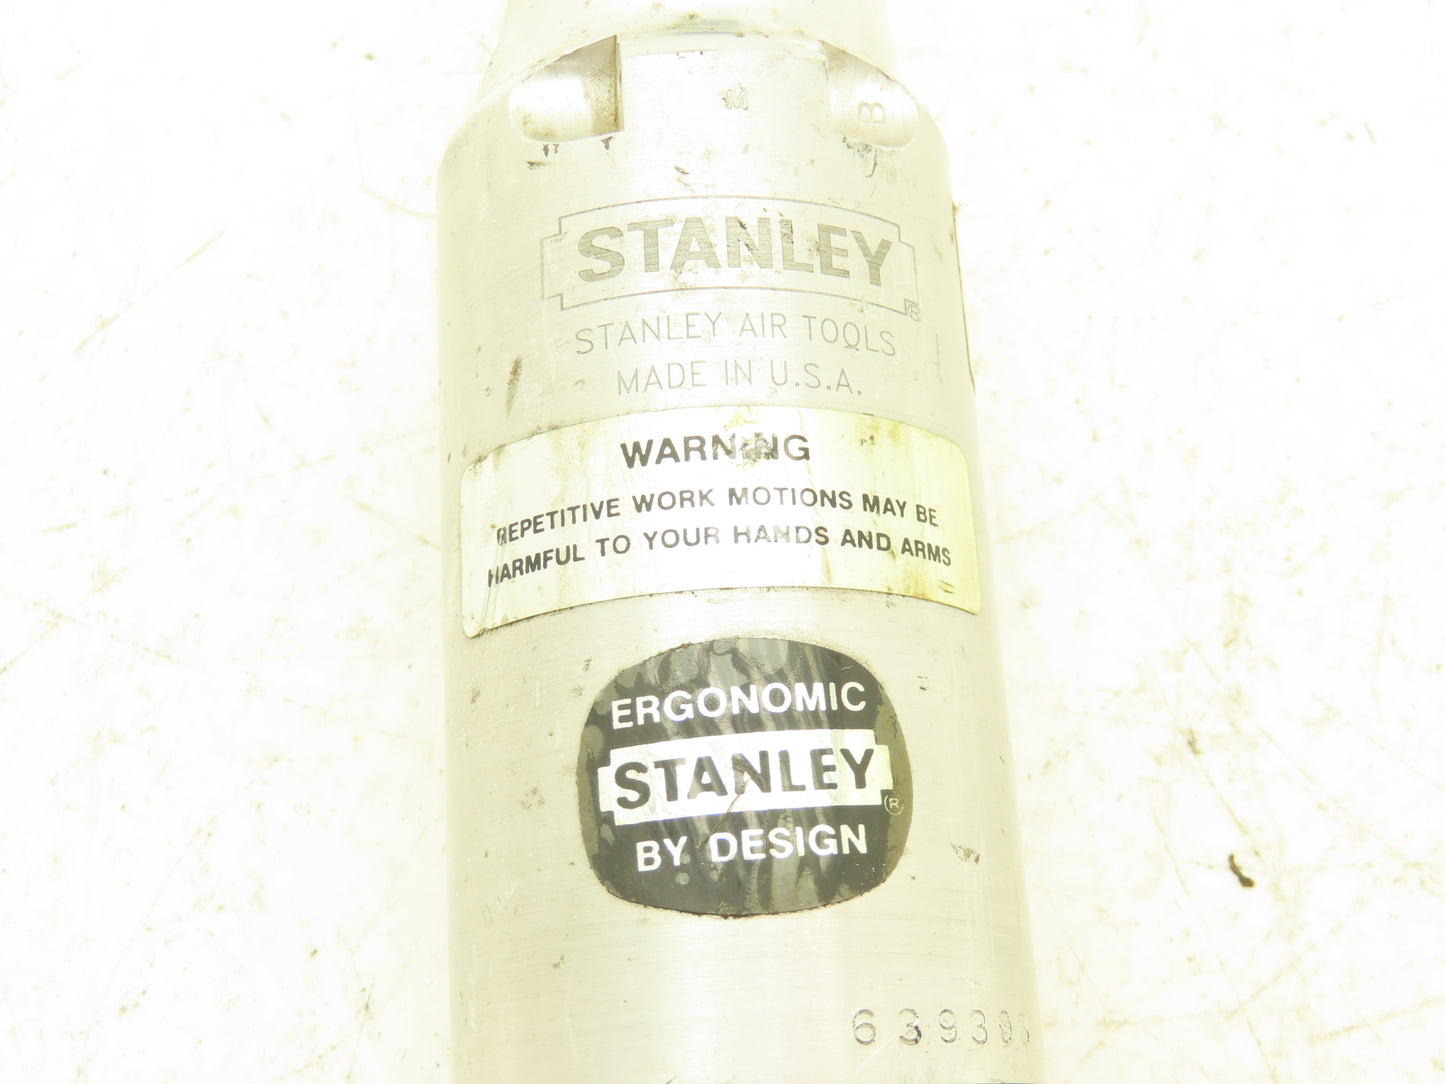 M
B
STANLEY ®
STANLEY AIR TOOLS
MADE IN U.S.A.
WARNING
REPETITIVE WORK MOTIONS MAY BE
HARMFUL TO YOUR HANDS AND ARMS
ERGONOMIC
STANLEY ®
BY DESIGN